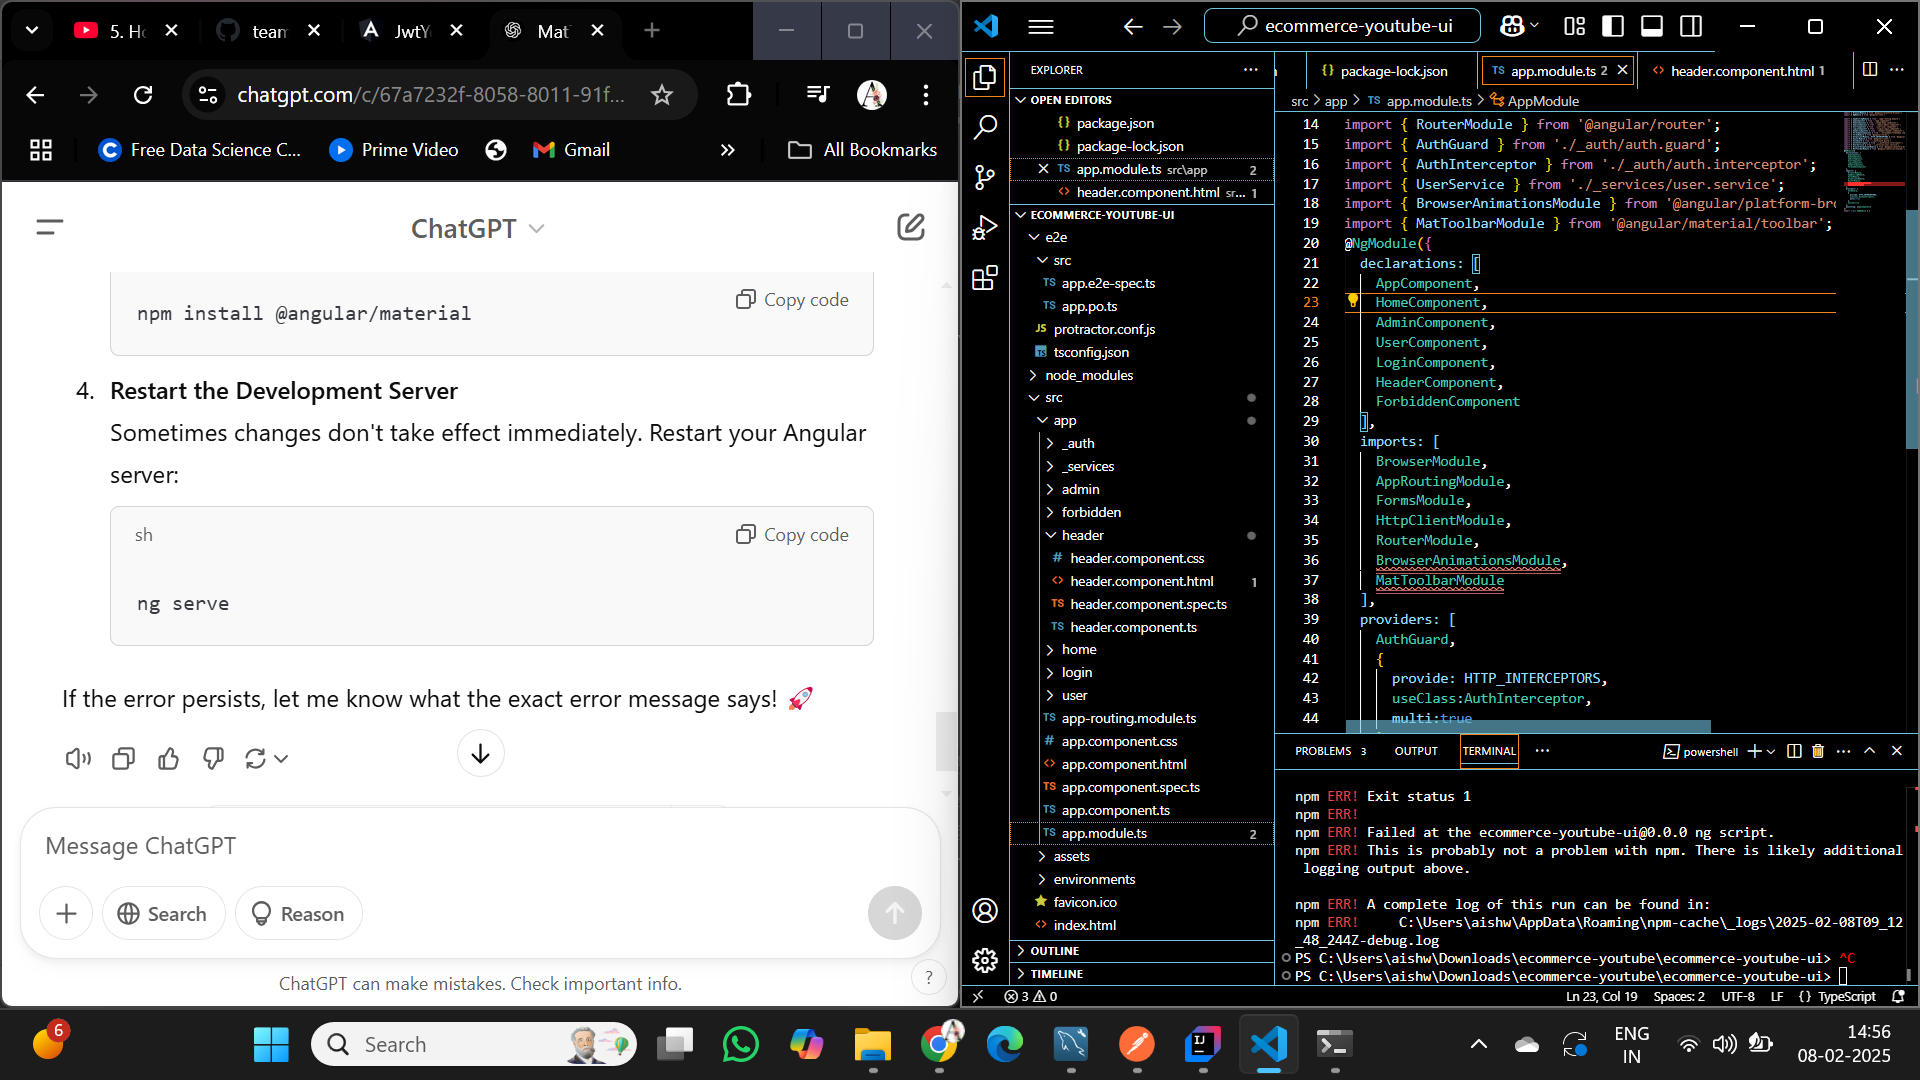 5. Ho
team
JwtY
Mat
chatgpt.com/c/67a7232f-8058-8011-91f...
Free Data Science C...
Prime Video
Gmail
All Bookmarks
ChatGPT
Copy code
npm install @angular/material
4. Restart the Development Server
Sometimes changes don't take effect immediately. Restart your Angular
server:
sh
Copy code
ng serve
If the error persists, let me know what the exact error message says! 🚀
Message ChatGPT
Search
Reason
ChatGPT can make mistakes. Check important info.
?
ecommerce-youtube-ui
EXPLORER
OPEN EDITORS
package.json
package-lock.json
app.module.ts src\app 2
header.component.html sr... 1
ECOMMERCE-YOUTUBE-UI
e2e
src
TS app.e2e-spec.ts
TS app.po.ts
JS protractor.conf.js
tsconfig.json
node_modules
src
app
_auth
_services
admin
forbidden
header
# header.component.css
<> header.component.html 1
TS header.component.spec.ts
TS header.component.ts
home
login
user
TS app-routing.module.ts
# app.component.css
<> app.component.html
TS app.component.spec.ts
TS app.component.ts
TS app.module.ts 2
assets
environments
favicon.ico
<> index.html
OUTLINE
TIMELINE
{} package-lock.json
TS app.module.ts 2
<> header.component.html 1
src > app > TS app.module.ts > AppModule
14 import { RouterModule } from '@angular/router';
15 import { AuthGuard } from './_auth/auth.guard';
16 import { AuthInterceptor } from './_auth/auth.interceptor';
17 import { UserService } from './_services/user.service';
18 import { BrowserAnimationsModule } from '@angular/platform-bro
19 import { MatToolbarModule } from '@angular/material/toolbar';
20 @NgModule({
21 declarations: [
22 AppComponent,
23 HomeComponent,
24 AdminComponent,
25 UserComponent,
26 LoginComponent,
27 HeaderComponent,
28 ForbiddenComponent
29 ],
30 imports: [
31 BrowserModule,
32 AppRoutingModule,
33 FormsModule,
34 HttpClientModule,
35 RouterModule,
36 BrowserAnimationsModule,
37 MatToolbarModule
38 ],
39 providers: [
40 AuthGuard,
41 {
42 provide: HTTP_INTERCEPTORS,
43 useClass:AuthInterceptor,
44 multi:true
PROBLEMS 3 OUTPUT TERMINAL ... powershell
npm ERR! Exit status 1
npm ERR!
npm ERR! Failed at the ecommerce-youtube-ui@0.0.0 ng script.
npm ERR! This is probably not a problem with npm. There is likely additional
logging output above.
npm ERR! A complete log of this run can be found in:
npm ERR! C:\Users\aishw\AppData\Roaming\npm-cache\_logs\2025-02-08T09_12
_48_244Z-debug.log
PS C:\Users\aishw\Downloads\ecommerce-youtube\ecommerce-youtube-ui> ^C
PS C:\Users\aishw\Downloads\ecommerce-youtube\ecommerce-youtube-ui>
3 0 Ln 23, Col 19 Spaces: 2 UTF-8 LF {} TypeScript
6
Search
ENG
IN
14:56
08-02-2025